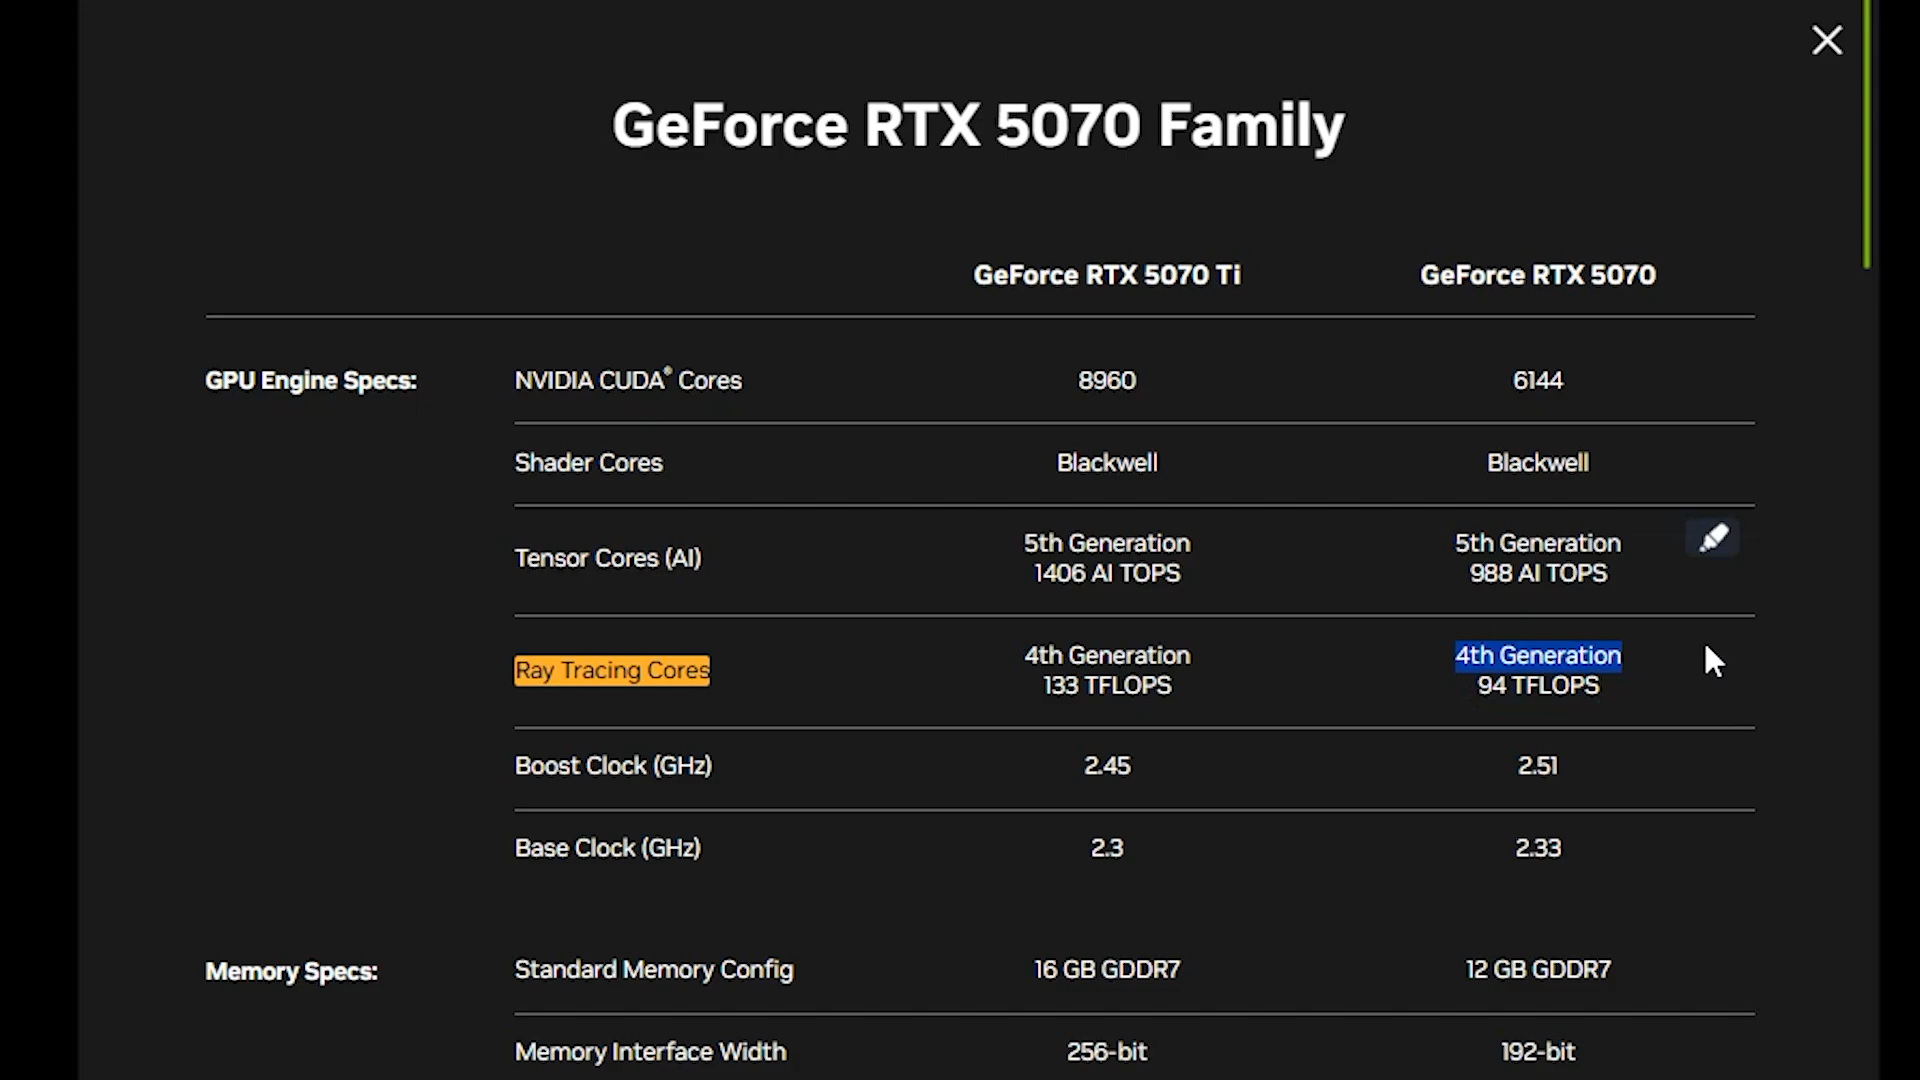 GeForce RTX 5070 Family
GeForce RTX 5070 Ti GeForce RTX 5070
GPU Engine Specs: NVIDIA CUDA® Cores 8960 6144
Shader Cores Blackwell Blackwell
Tensor Cores (AI) 5th Generation 5th Generation
1406 AI TOPS 988 AI TOPS
Ray Tracing Cores 4th Generation 4th Generation
133 TFLOPS 94 TFLOPS
Boost Clock (GHz) 2.45 2.51
Base Clock (GHz) 2.3 2.33
Memory Specs: Standard Memory Config 16 GB GDDR7 12 GB GDDR7
Memory Interface Width 256-bit 192-bit